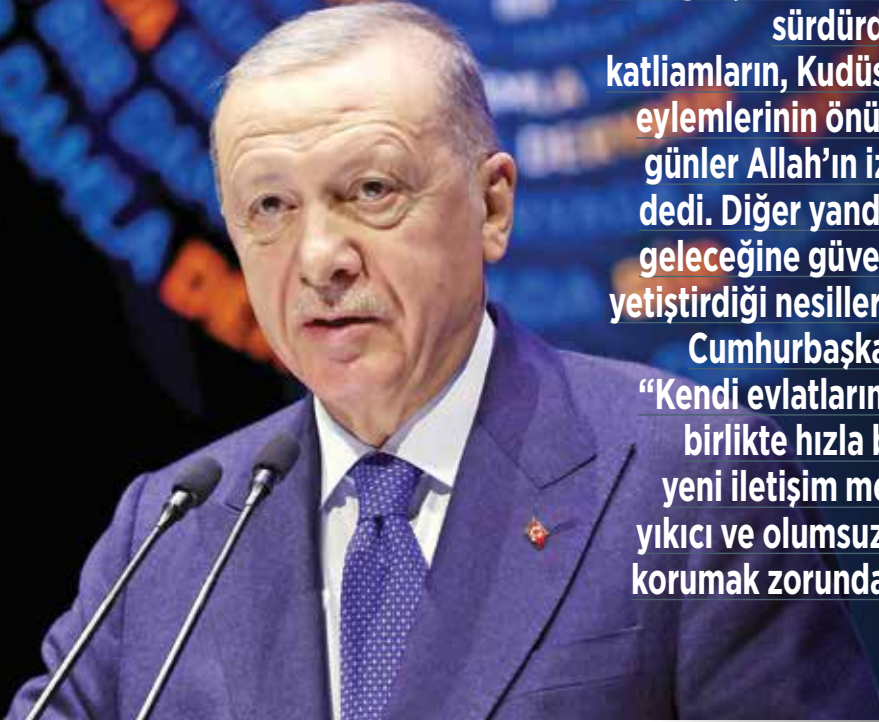 sürdürd
katliamların, Kudüs
eylemlerinin önü
günler Allah’ın iz
dedi. Diğer yand
geleceğine güve
yetiştirdiği nesiller
Cumhurbaşka
“Kendi evlatların
birlikte hızla b
yeni iletişim me
yıkıcı ve olumsuz
korumak zorunda